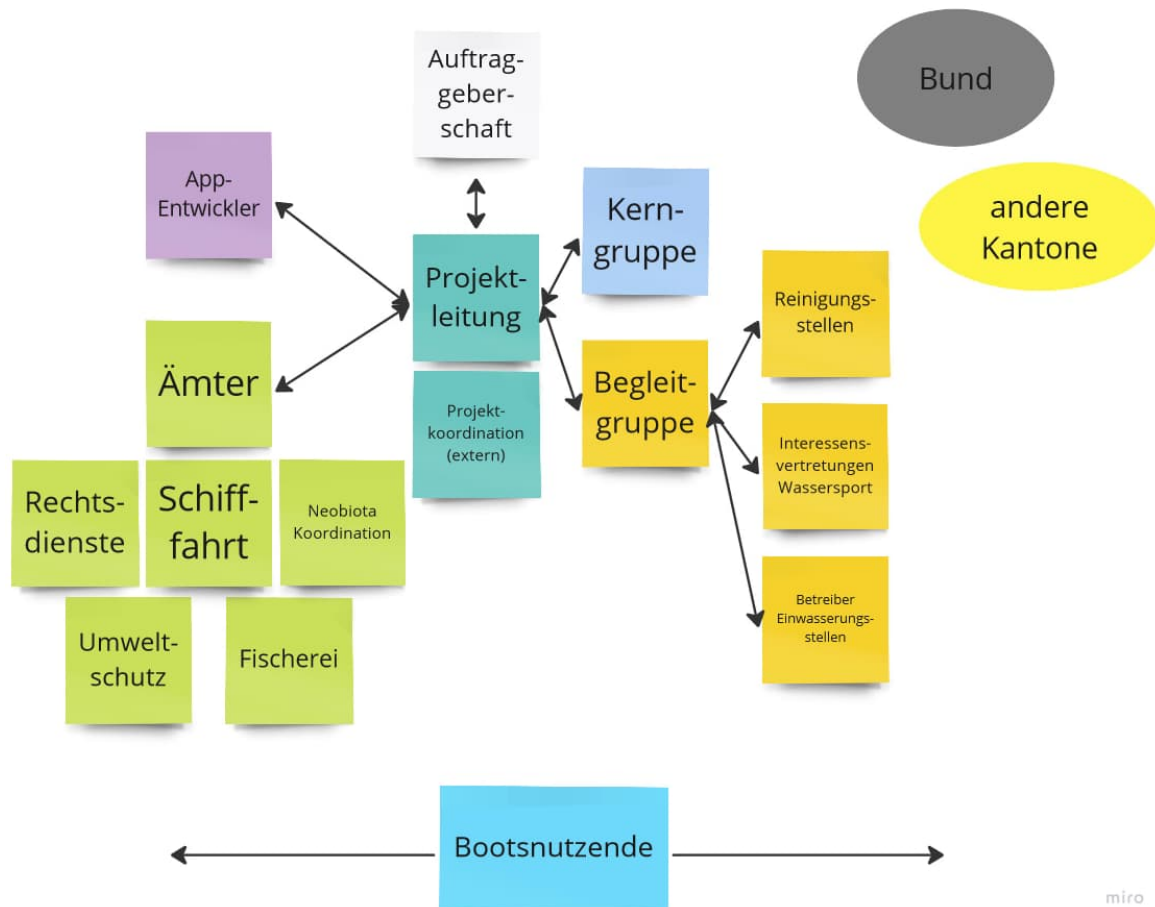 Auftrag-
geber-
schaft
Bund
andere
Kantone
App-
Entwickler
Kern-
gruppe
Projekt-
leitung
Reinigungs-
stellen
Ämter
Begleit-
gruppe
Projekt-
koordination
(extern)
Interessens-
vertretungen
Wassersport
Rechts-
dienste
Schiff-
fahrt
Neobiota
Koordination
Betreiber
Einwasserungs-
stellen
Umwelt-
schutz
Fischerei
Bootsnutzende
miro